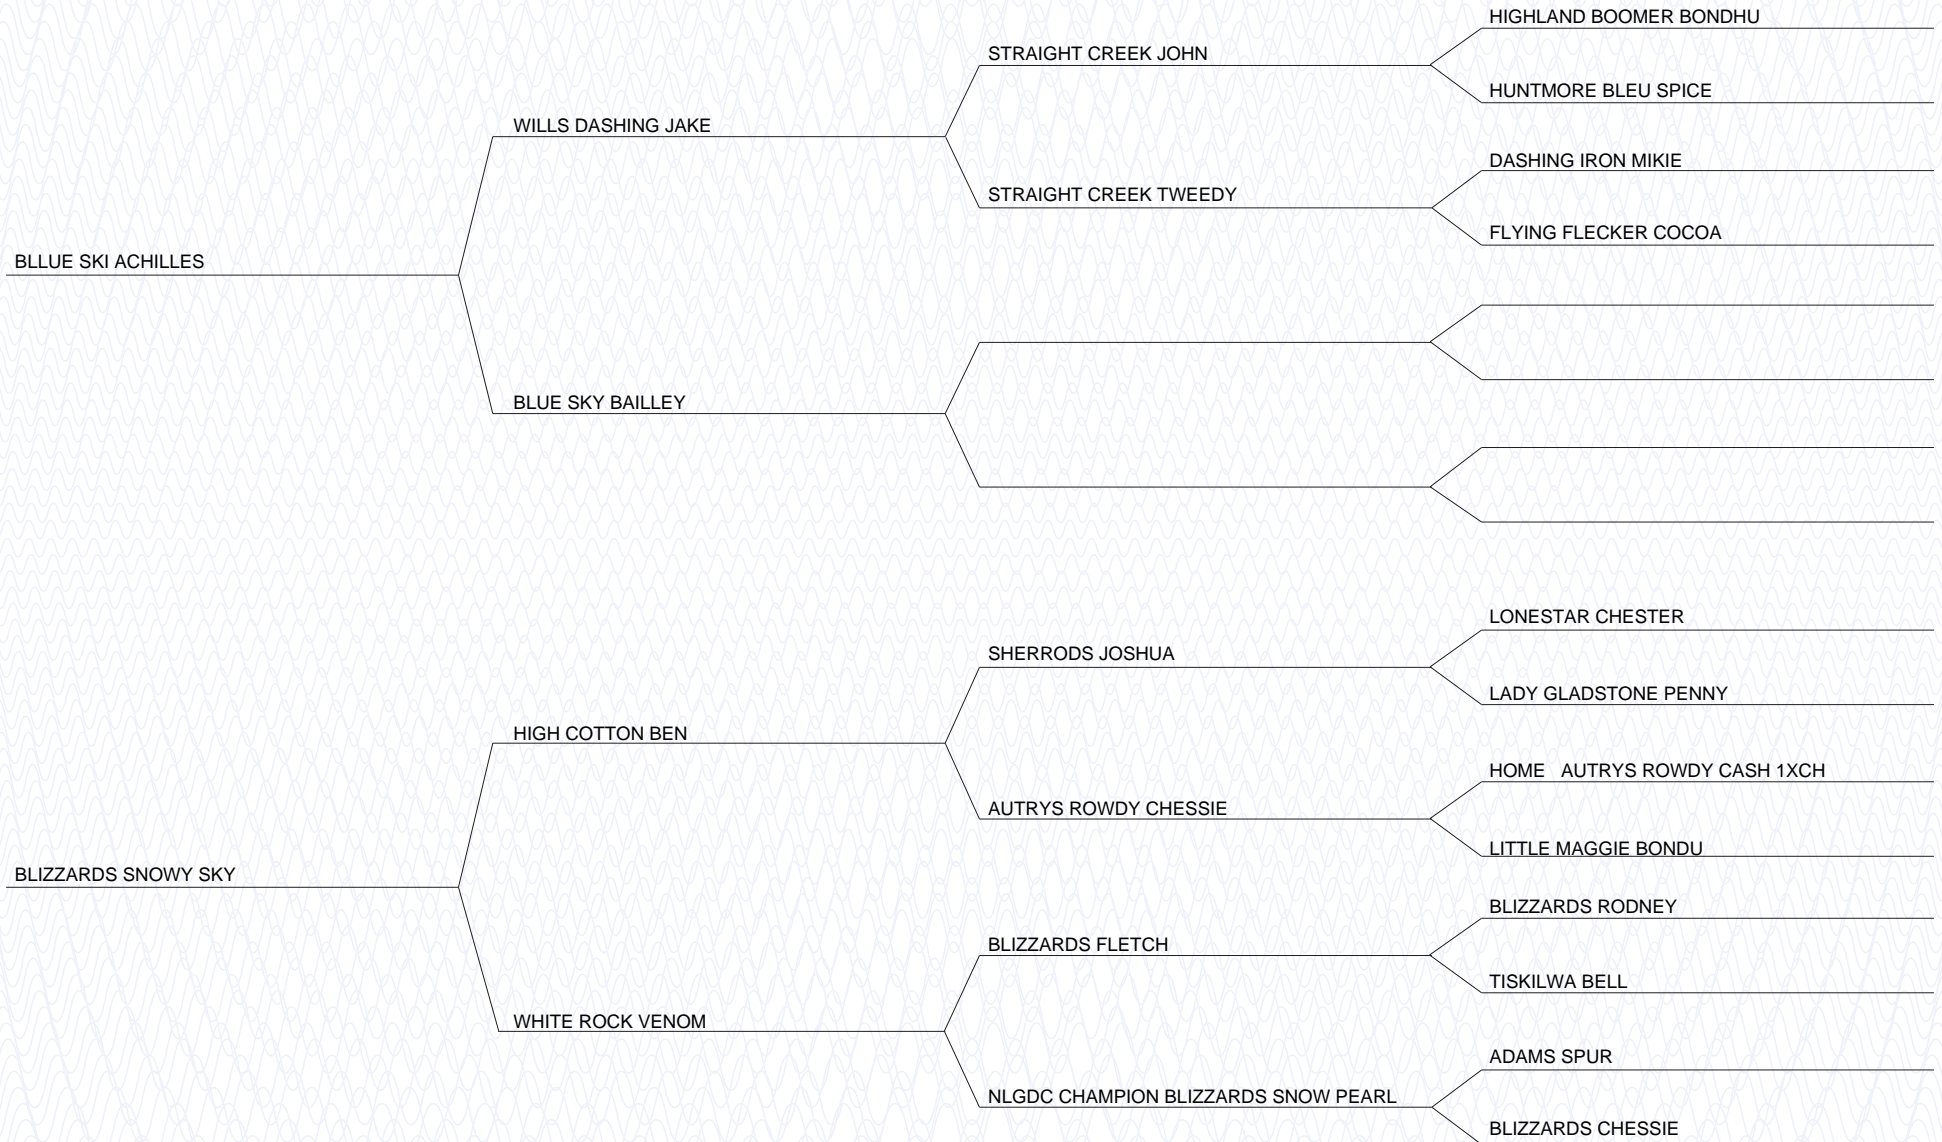 HIGHLAND BOOMER BONDHU
STRAIGHT CREEK JOHN
HUNTMORE BLEU SPICE
WILLS DASHING JAKE
DASHING IRON MIKIE
STRAIGHT CREEK TWEEDY
FLYING FLECKER COCOA
BLLUE SKI ACHILLES
BLUE SKY BAILLEY
LONESTAR CHESTER
SHERRODS JOSHUA
LADY GLADSTONE PENNY
HIGH COTTON BEN
HOME AUTRYS ROWDY CASH 1XCH
AUTRYS ROWDY CHESSIE
LITTLE MAGGIE BONDU
BLIZZARDS SNOWY SKY
BLIZZARDS RODNEY
BLIZZARDS FLETCH
TISKILWA BELL
WHITE ROCK VENOM
ADAMS SPUR
NLGDC CHAMPION BLIZZARDS SNOW PEARL
BLIZZARDS CHESSIE